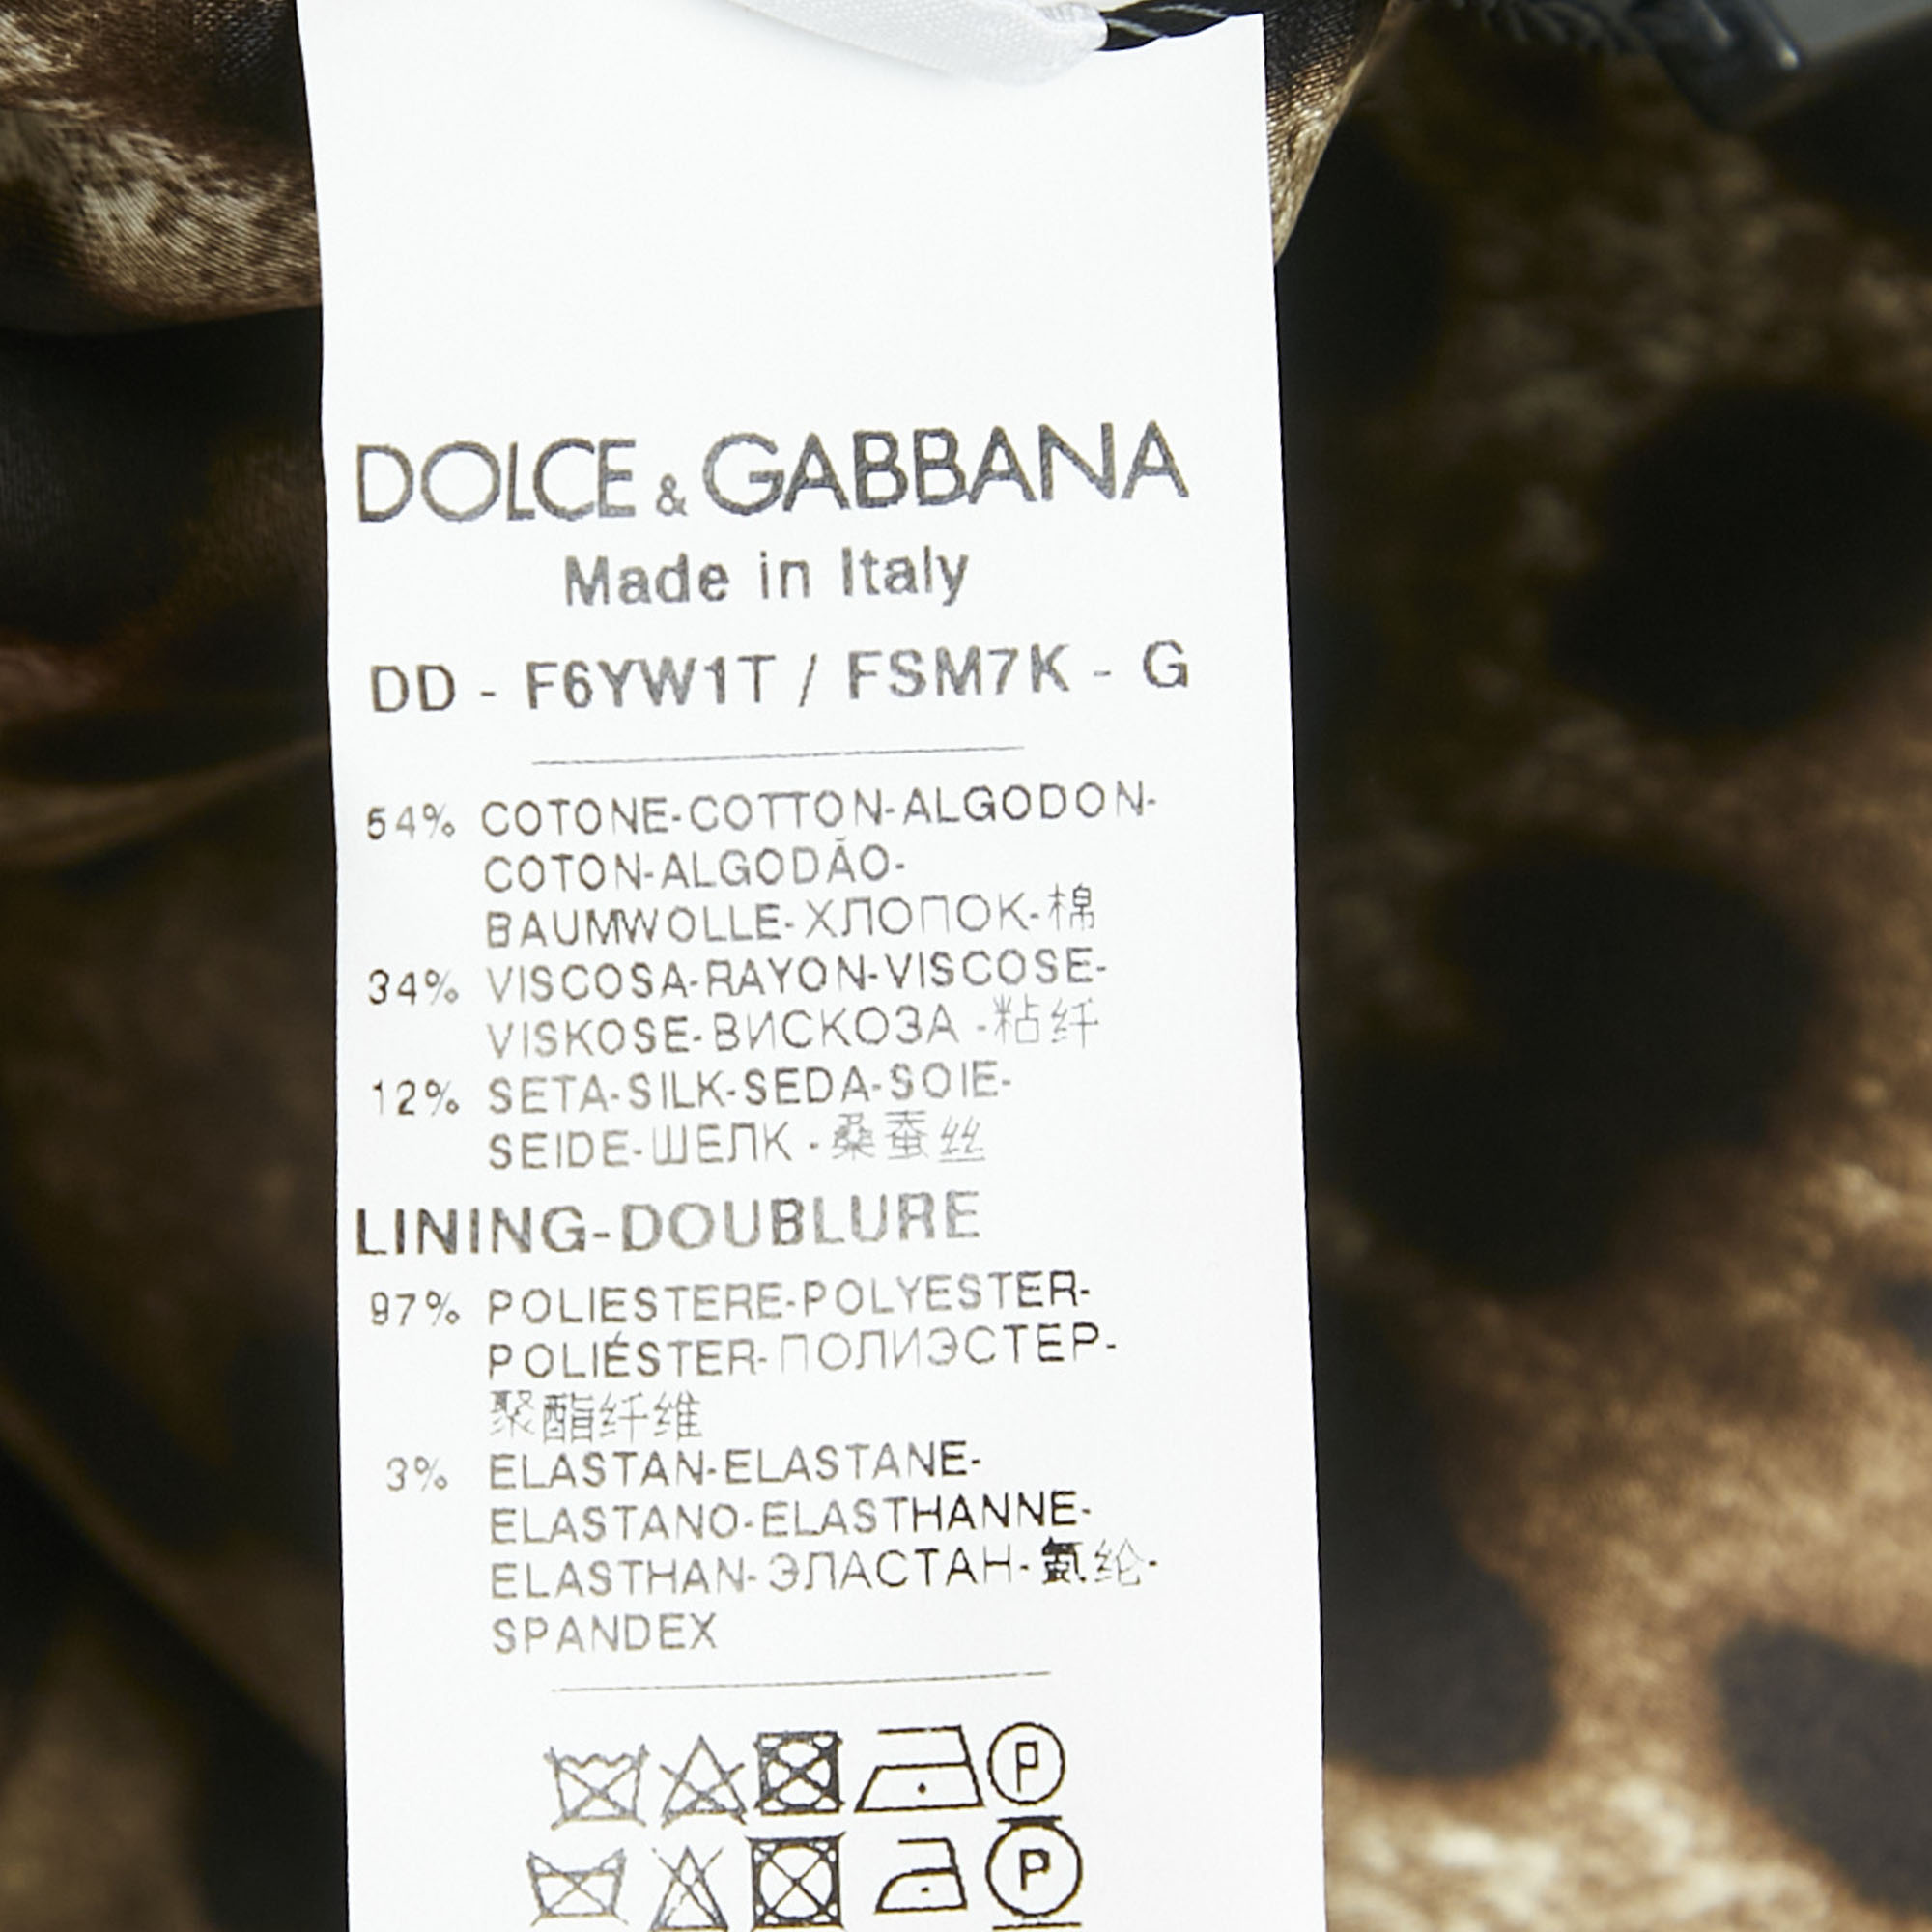 DOLCE & GABBANA
Made in Italy
DD - F6YW1T / FSM7K - G
54% COTONE-COTTON-ALGODON-
COTON-ALGODÃO-
BAUMWOLLE-ХЛОПОК-棉
34% VISCOSA-RAYON-VISCOSE-
VISKOSE-ВИСКОЗА -粘纤
12% SETA-SILK-SEDA-SOIE-
SEIDE-ШЕЛК -桑蚕丝
LINING-DOUBLURE
97% POLIESTERE-POLYESTER-
POLIÉSTER-ПОЛИЭСТЕР-
聚酯纤维
3% ELASTAN-ELASTANE-
ELASTANO-ELASTHANNE-
ELASTHAN-ЭЛАСТАН-氨纶-
SPANDEX
P
P